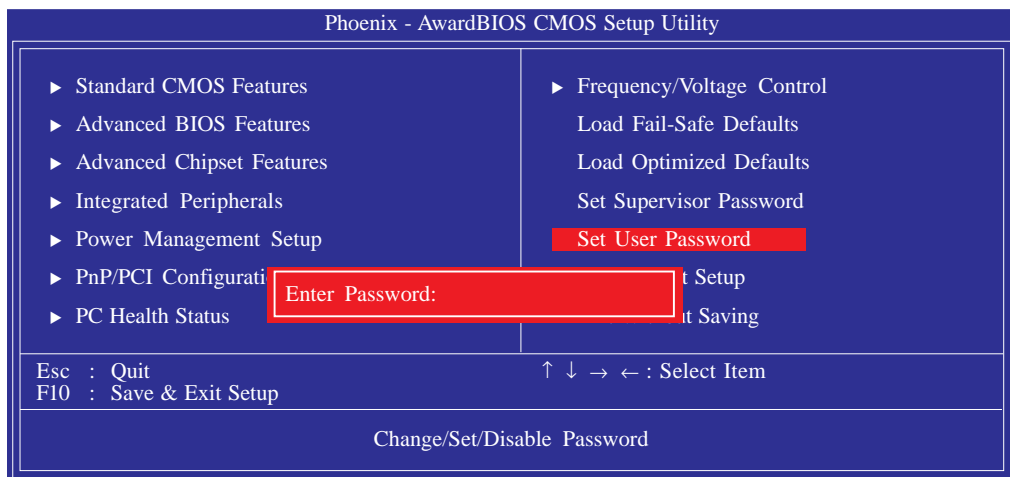 Phoenix - AwardBIOS CMOS Setup Utility
▶ Standard CMOS Features
▶ Advanced BIOS Features
▶ Advanced Chipset Features
▶ Integrated Peripherals
▶ Power Management Setup
▶ PnP/PCI Configurati
▶ PC Health Status
▶ Frequency/Voltage Control
Load Fail-Safe Defaults
Load Optimized Defaults
Set Supervisor Password
Set User Password
t Setup
ut Saving
Enter Password:
Esc : Quit
F10 : Save & Exit Setup
↑ ↓ → ← : Select Item
Change/Set/Disable Password